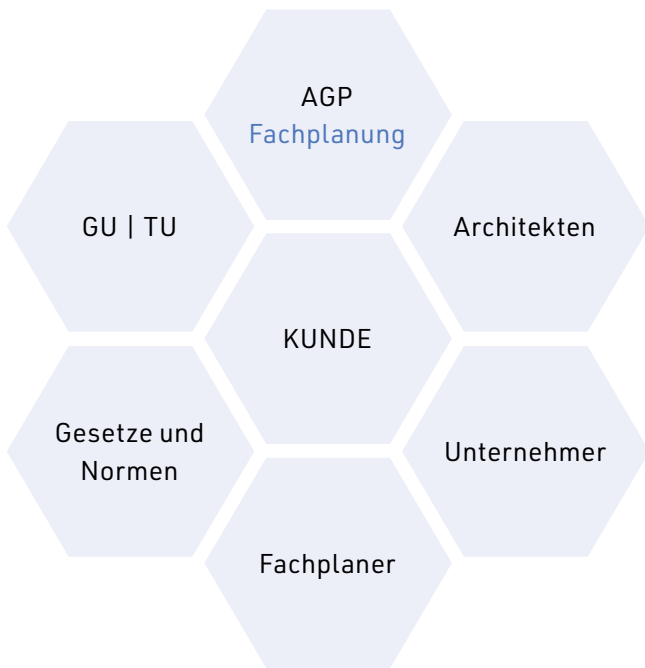 AGP
Fachplanung
GU | TU
Architekten
KUNDE
Gesetze und
Normen
Unternehmer
Fachplaner